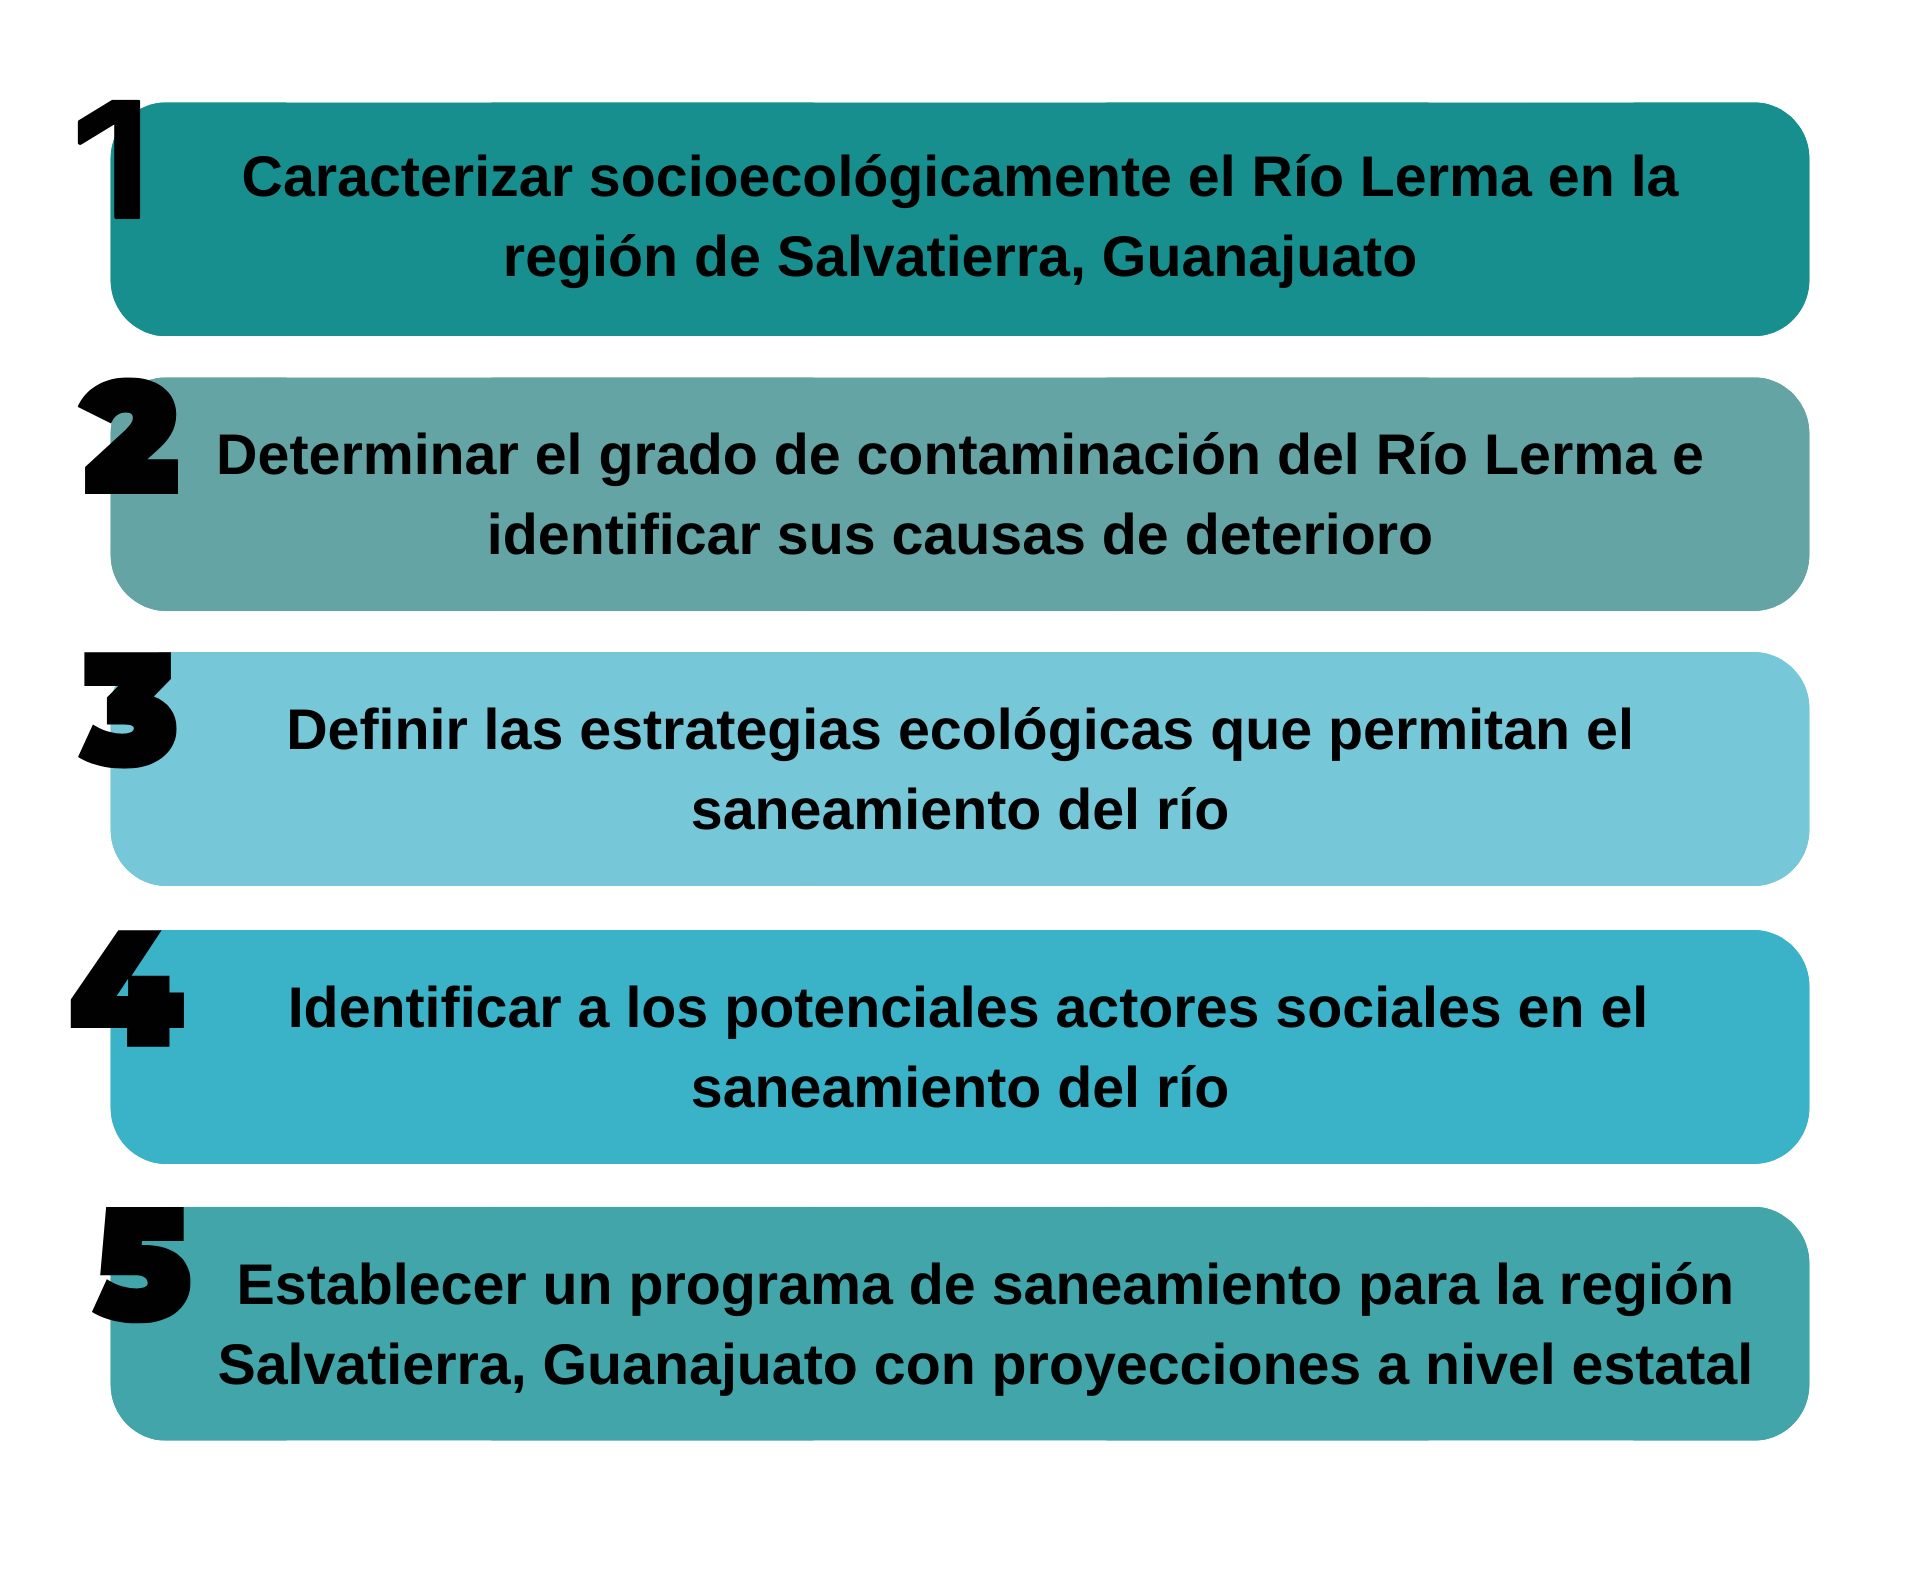 1
Caracterizar socioecológicamente el Río Lerma en la
región de Salvatierra, Guanajuato
2
Determinar el grado de contaminación del Río Lerma e
identificar sus causas de deterioro
3
Definir las estrategias ecológicas que permitan el
saneamiento del río
4
Identificar a los potenciales actores sociales en el
saneamiento del río
5
Establecer un programa de saneamiento para la región
Salvatierra, Guanajuato con proyecciones a nivel estatal